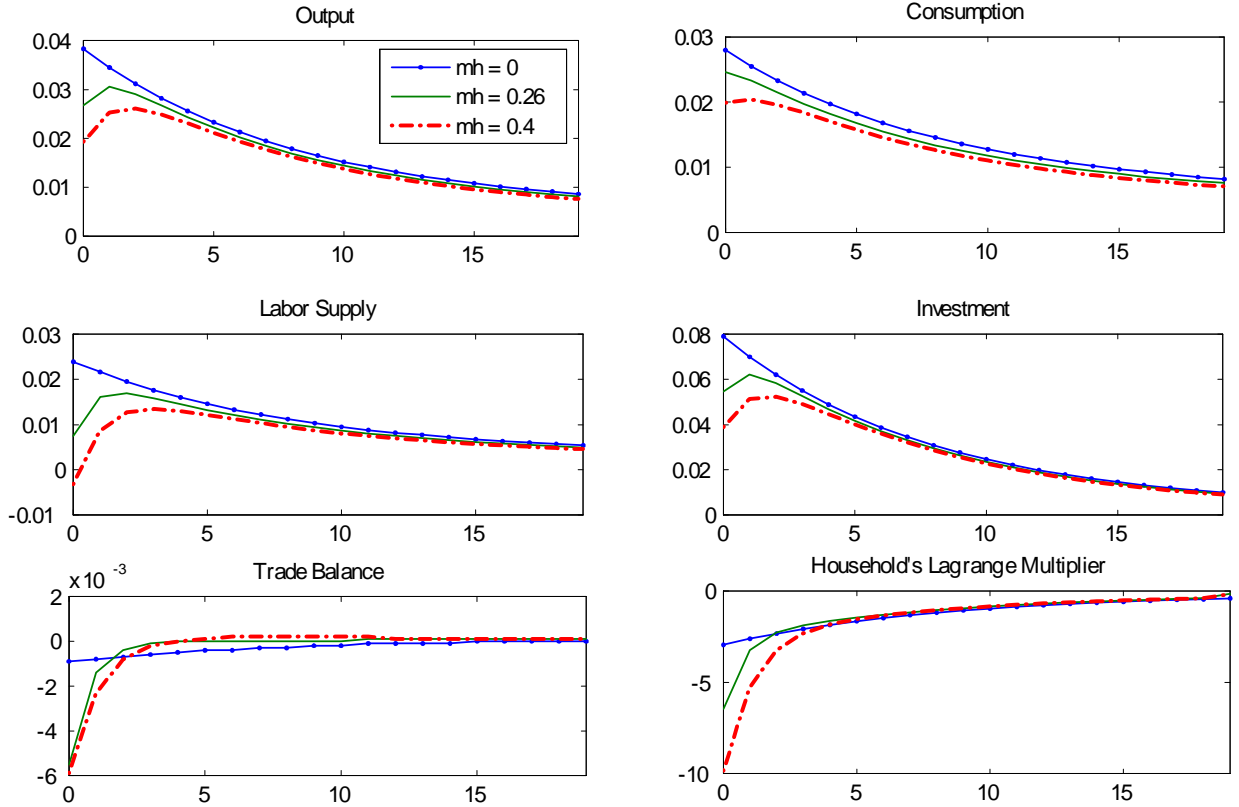 Output
0.04
0.03
0.02
0.01
0
0 5 10 15
mh = 0
mh = 0.26
mh = 0.4
Consumption
0.03
0.02
0.01
0
0 5 10 15
Labor Supply
0.03
0.02
0.01
0
-0.01
0 5 10 15
Investment
0.08
0.06
0.04
0.02
0
0 5 10 15
Trade Balance
x 10 -3
2
0
-2
-4
-6
0 5 10 15
Household's Lagrange Multiplier
0
-5
-10
0 5 10 15